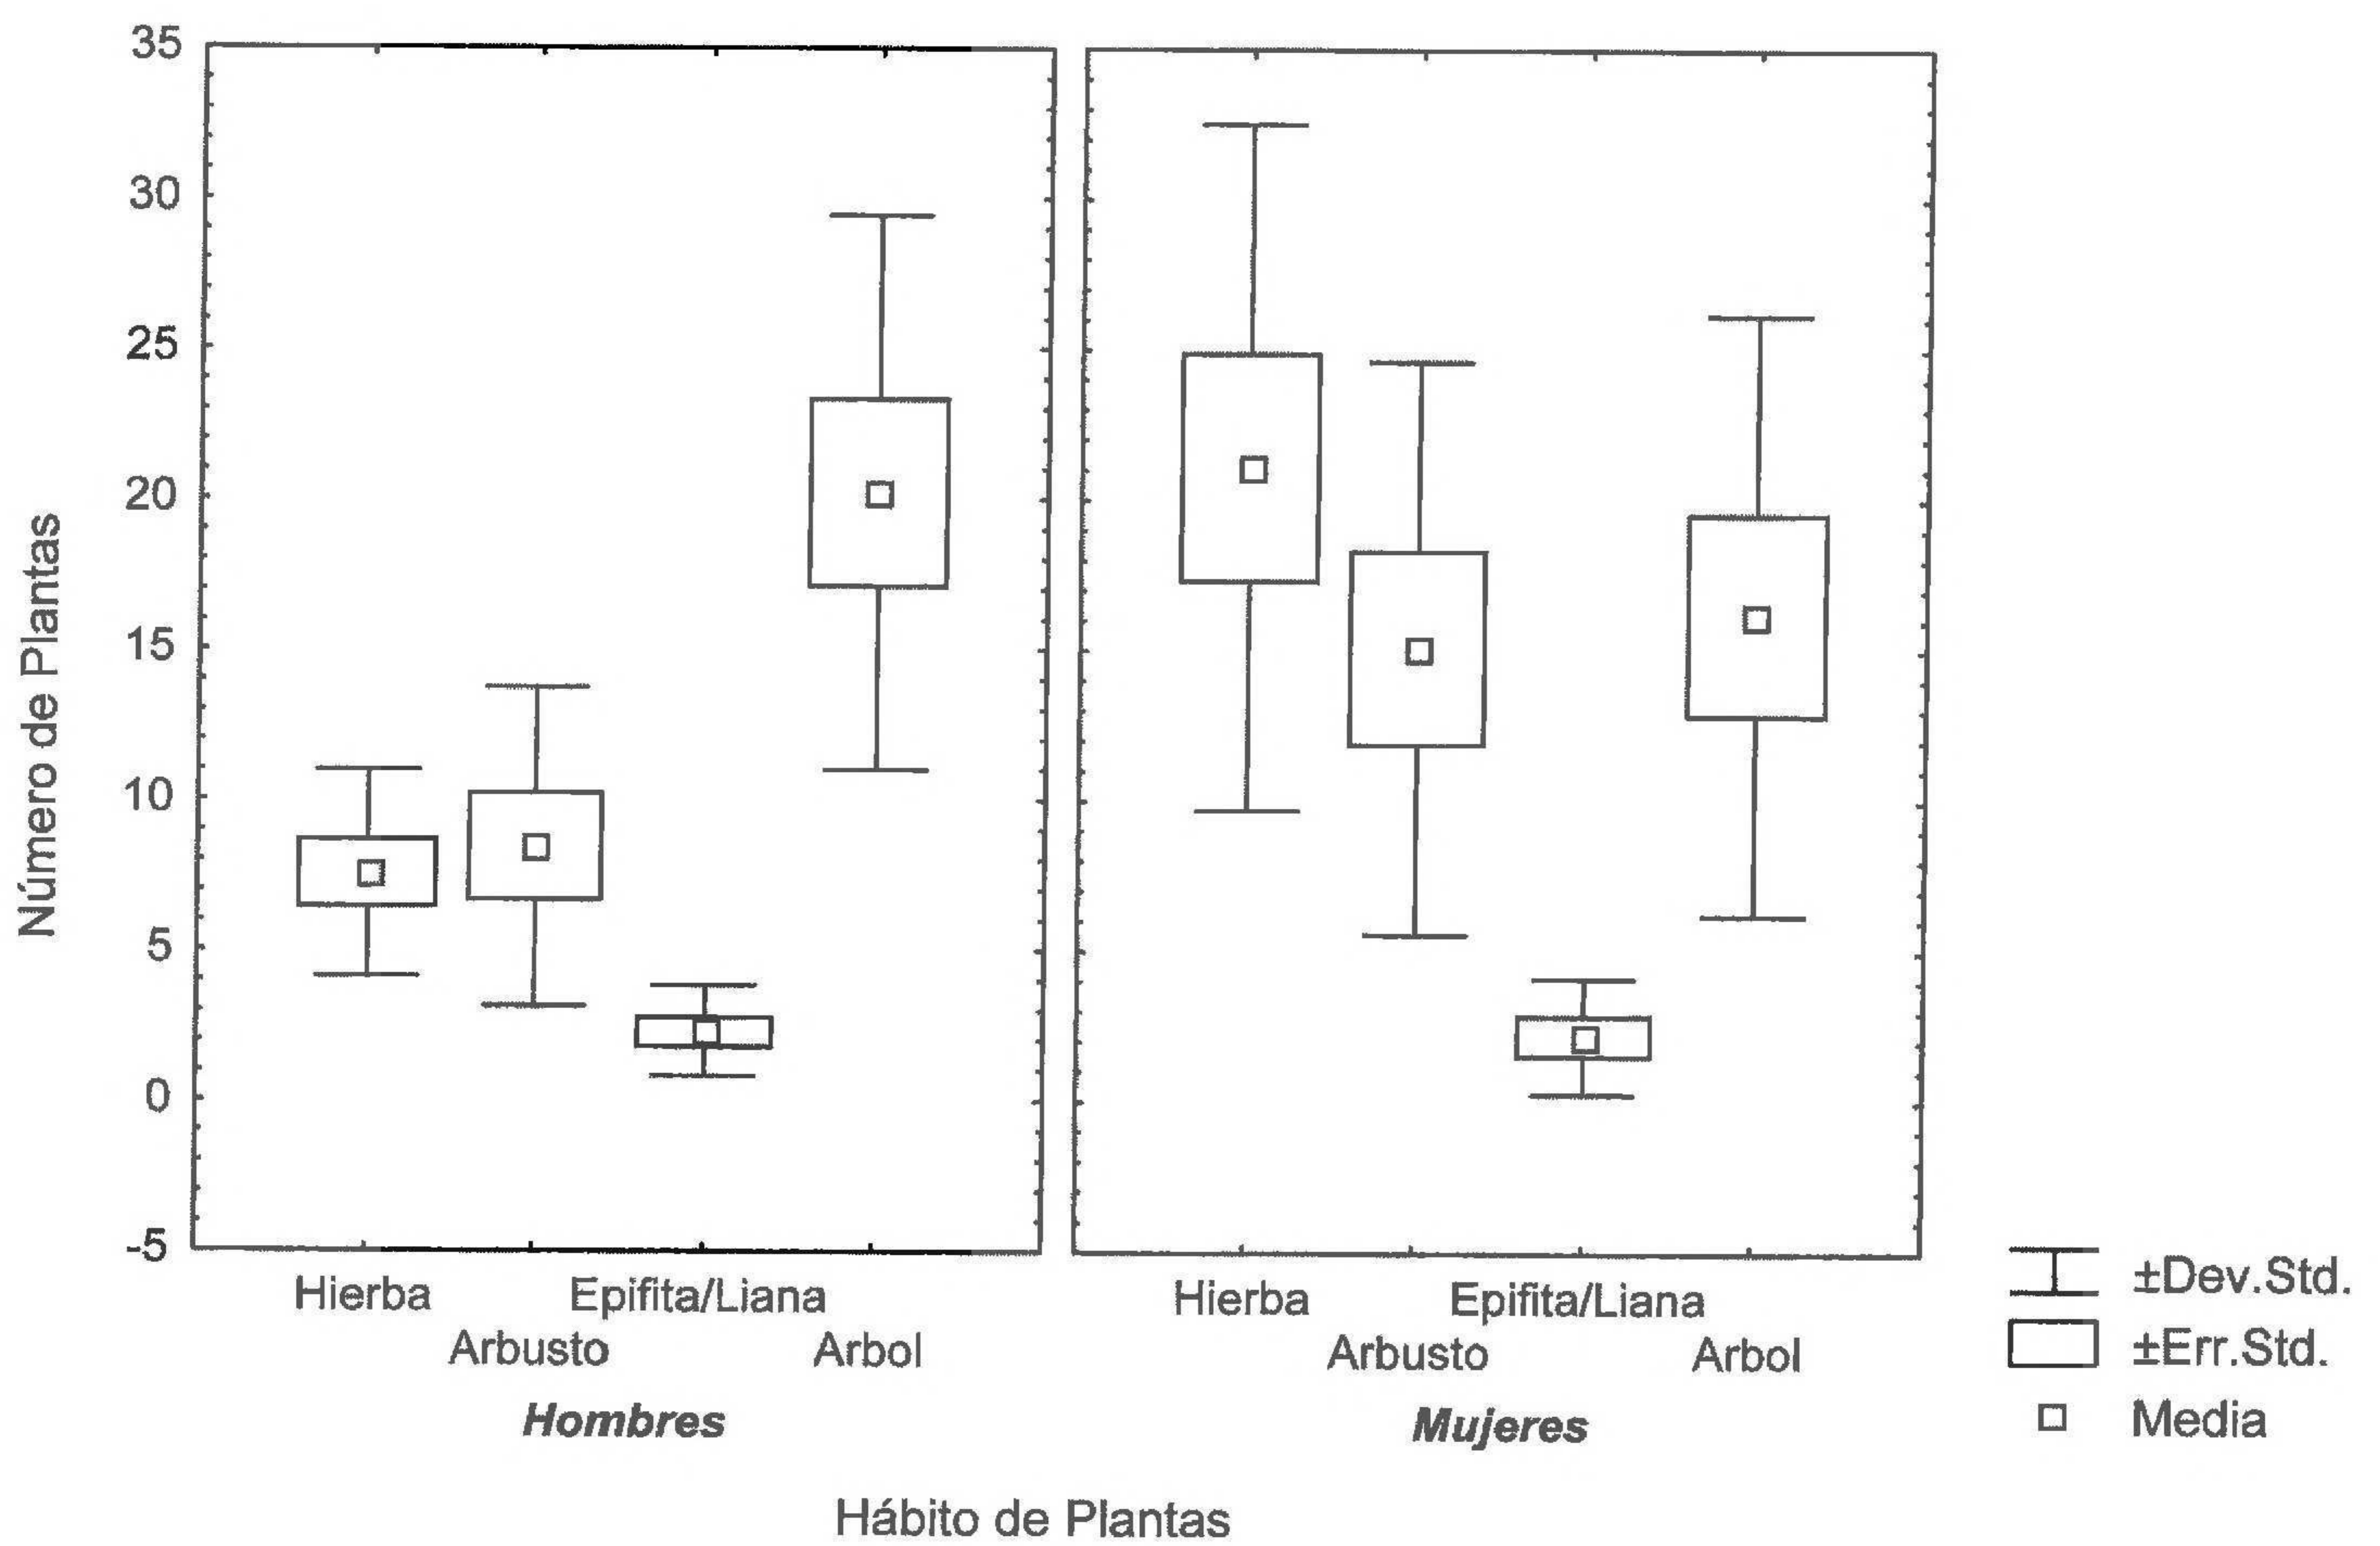 Número de Plantas
35
30
25
20
15
10
5
0
-5
Hierba
Arbusto
Epifita/Liana
Arbol
Hombres
Hierba
Arbusto
Epifita/Liana
Arbol
Mujeres
Hábito de Plantas
±Dev.Std.
±Err.Std.
Media